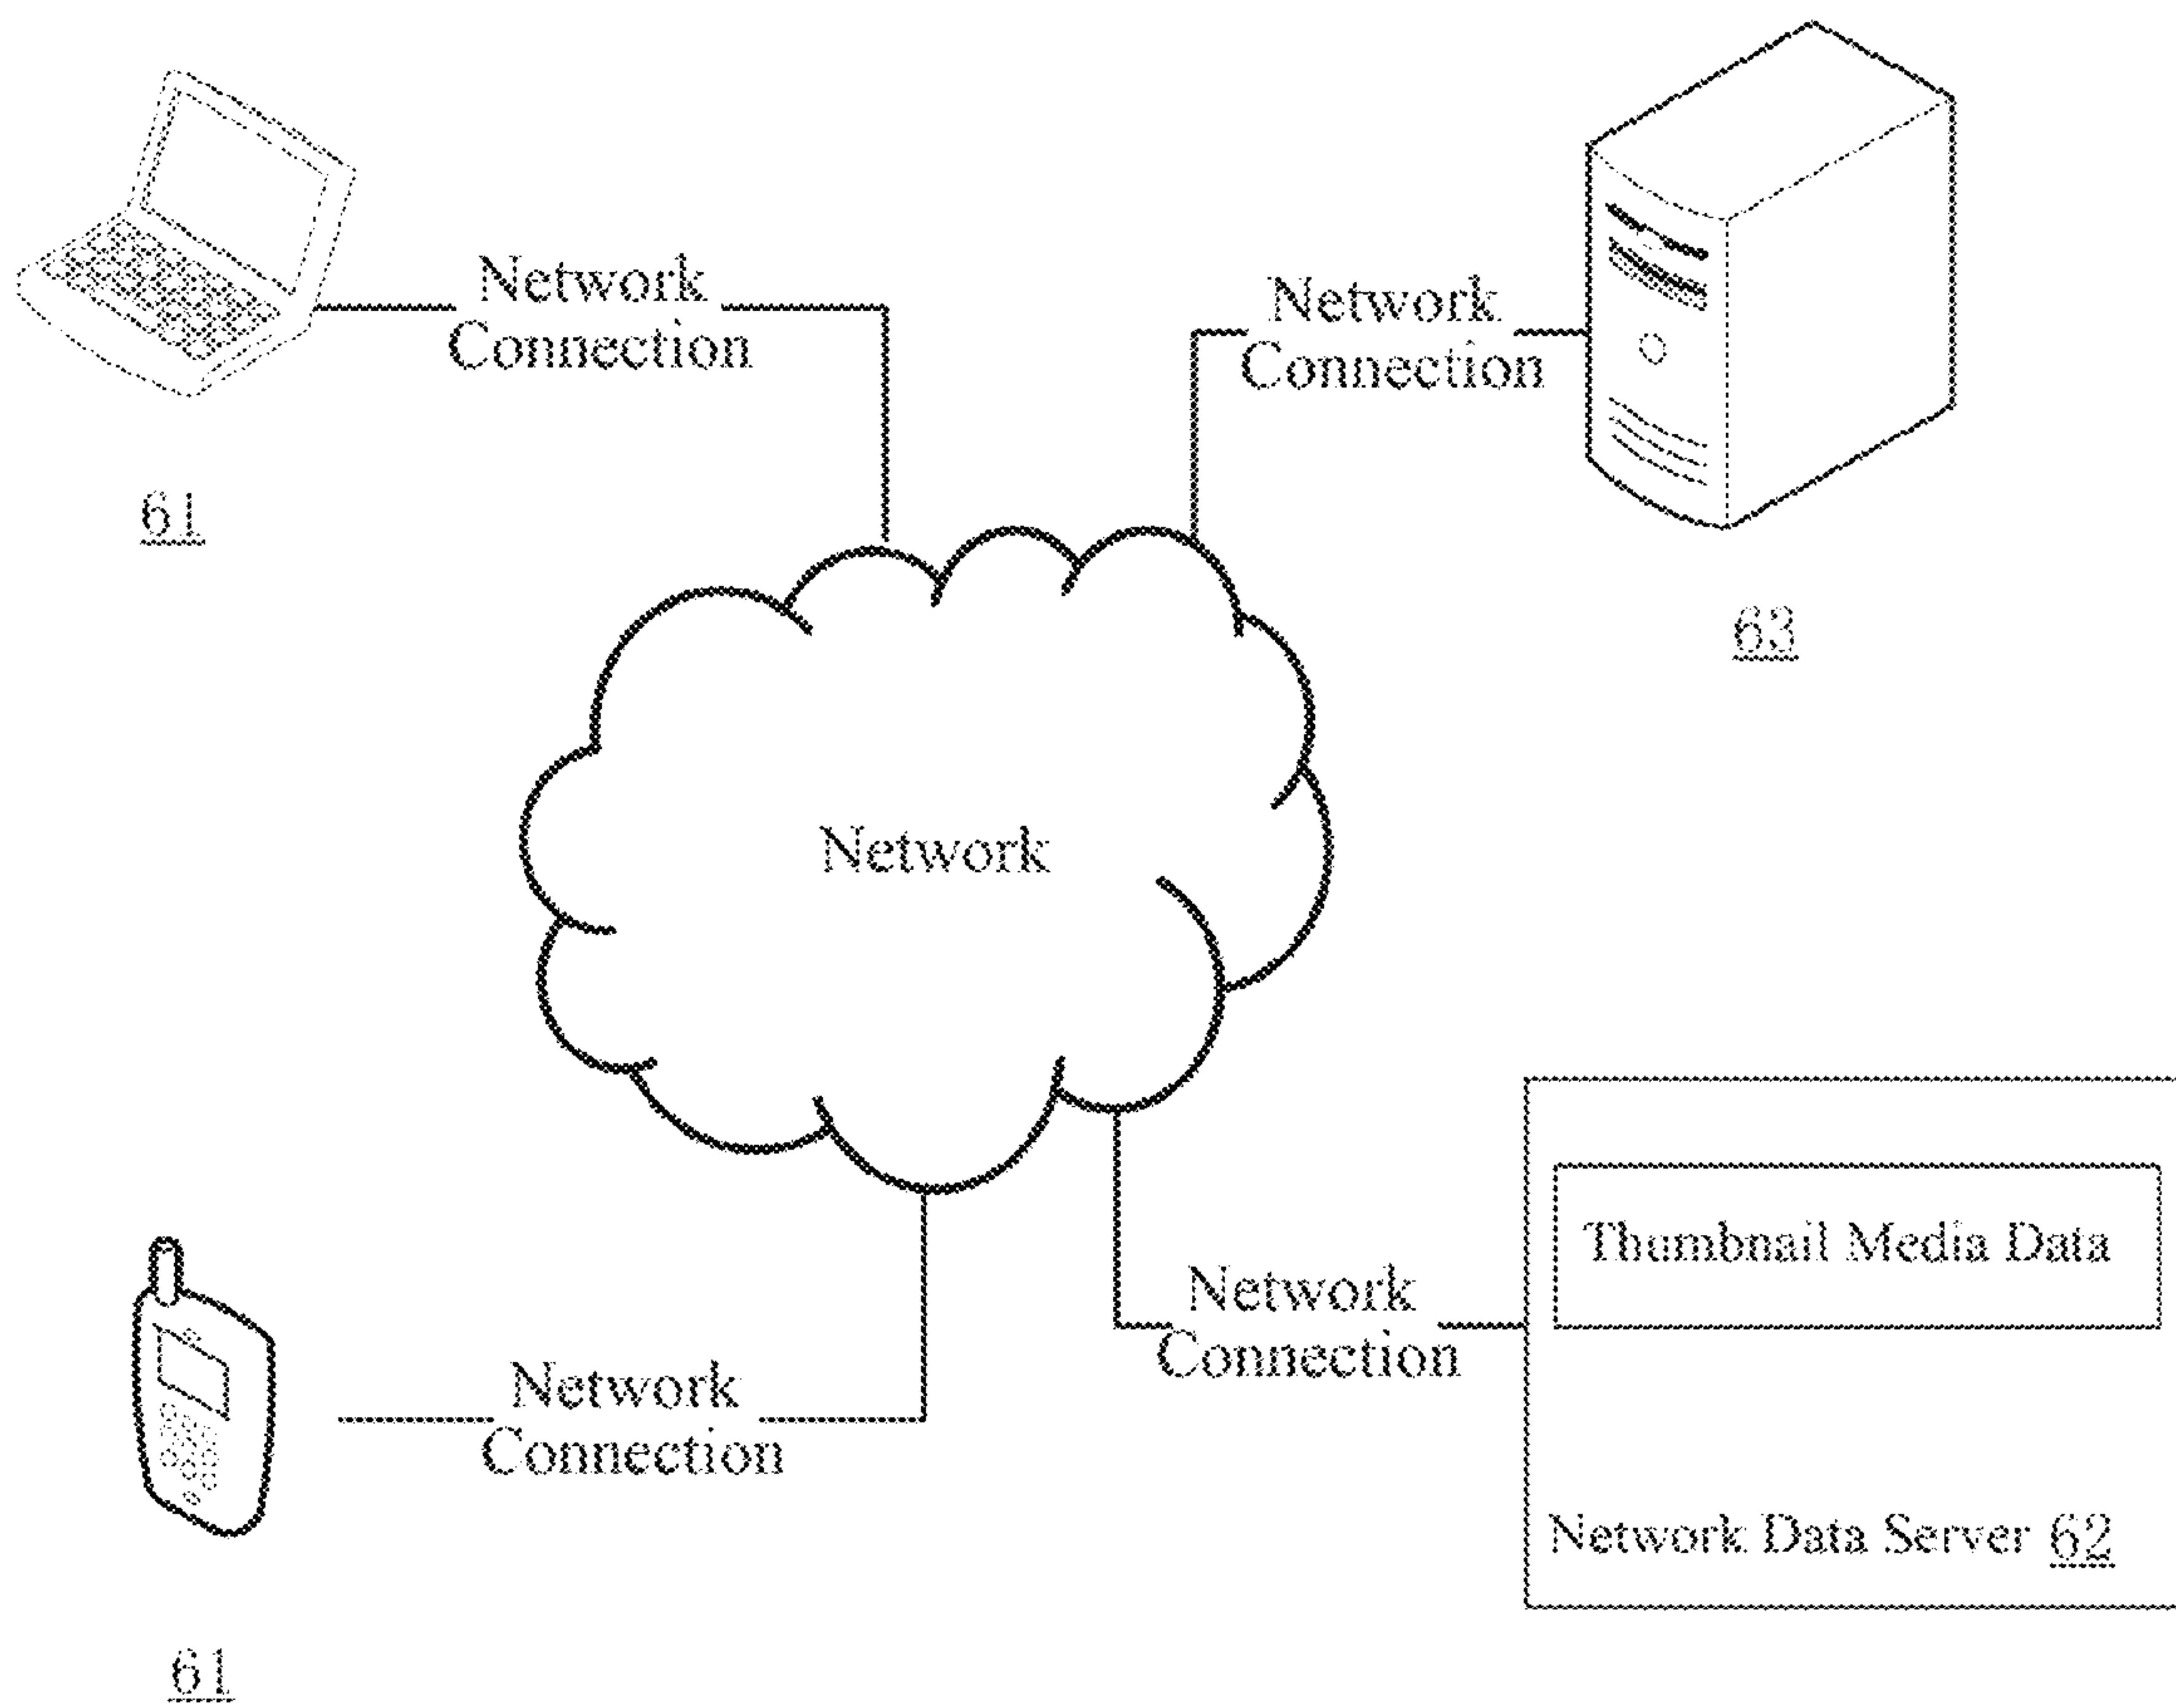 Network
Connection
Network
Connection
61
63
Network
Thumbnail Media Data
Network
Connection
Network
Connection
Network Data Server 62
61